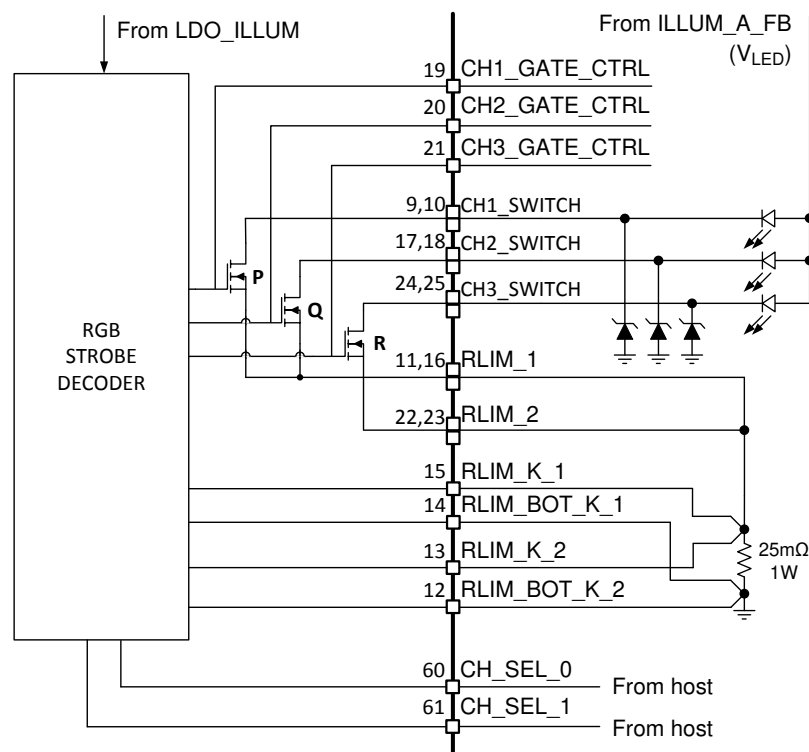 From LDO_ILLUM
From ILLUM_A_FB
(VLED)
19 CH1_GATE_CTRL
20 CH2_GATE_CTRL
21 CH3_GATE_CTRL
9,10 CH1_SWITCH
17,18 CH2_SWITCH
24,25 CH3_SWITCH
P
Q
R
RGB
STROBE
DECODER
11,16 RLIM_1
22,23 RLIM_2
15 RLIM_K_1
14 RLIM_BOT_K_1
13 RLIM_K_2
12 RLIM_BOT_K_2
25mΩ
1W
60 CH_SEL_0
From host
61 CH_SEL_1
From host